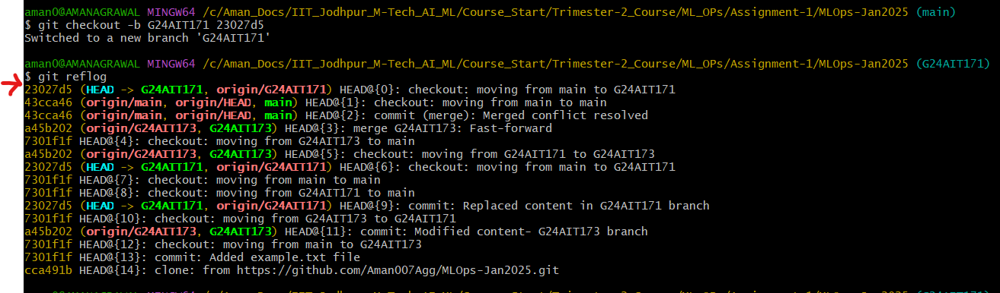 aman0@AMANAGRAWAL MINGW64 /c/Aman_Docs/IIT_Jodhpur_M-Tech_AI_ML/Course_Start/Trimester-2_Course/ML_OPs/Assignment-1/MLOps-Jan2025 (main)
$ git checkout -b G24AIT171 23027d5
Switched to a new branch 'G24AIT171'
aman0@AMANAGRAWAL MINGW64 /c/Aman_Docs/IIT_Jodhpur_M-Tech_AI_ML/Course_Start/Trimester-2_Course/ML_OPs/Assignment-1/MLOps-Jan2025 (G24AIT171)
$ git reflog
23027d5 (HEAD -> G24AIT171, origin/G24AIT171) HEAD@{0}: checkout: moving from main to G24AIT171
43cca46 (origin/main, origin/HEAD, main) HEAD@{1}: checkout: moving from main to main
43cca46 (origin/main, origin/HEAD, main) HEAD@{2}: commit (merge): Merged conflict resolved
a45b202 (origin/G24AIT173, G24AIT173) HEAD@{3}: merge G24AIT173: Fast-forward
7301f1f HEAD@{4}: checkout: moving from G24AIT173 to main
a45b202 (origin/G24AIT173, G24AIT173) HEAD@{5}: checkout: moving from G24AIT171 to G24AIT173
23027d5 (HEAD -> G24AIT171, origin/G24AIT171) HEAD@{6}: checkout: moving from main to G24AIT171
7301f1f HEAD@{7}: checkout: moving from main to main
7301f1f HEAD@{8}: checkout: moving from G24AIT171 to main
23027d5 (HEAD -> G24AIT171, origin/G24AIT171) HEAD@{9}: commit: Replaced content in G24AIT171 branch
7301f1f HEAD@{10}: checkout: moving from G24AIT173 to G24AIT171
a45b202 (origin/G24AIT173, G24AIT173) HEAD@{11}: commit: Modified content- G24AIT173 branch
7301f1f HEAD@{12}: checkout: moving from main to G24AIT173
7301f1f HEAD@{13}: commit: Added example.txt file
cca491b HEAD@{14}: clone: from https://github.com/Aman007Agg/MLOps-Jan2025.git